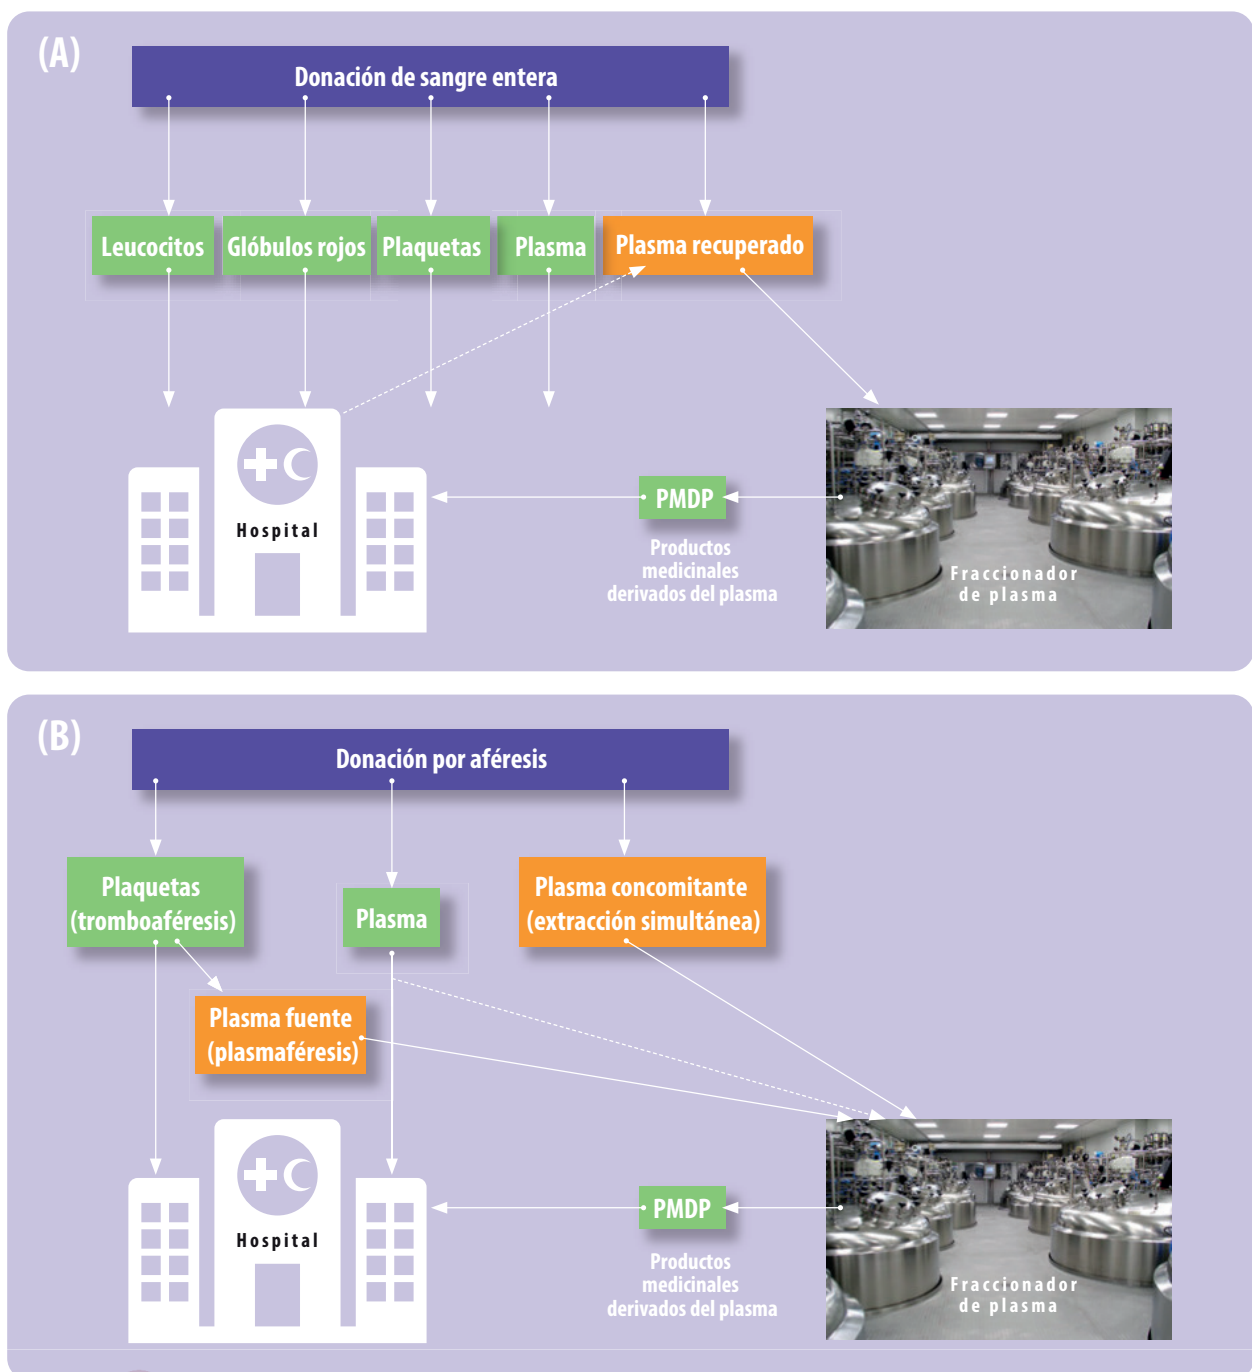 (A)
Donación de sangre entera
Leucocitos
Glóbulos rojos
Plaquetas
Plasma
Plasma recuperado
Hospital
PMDP
Productos
medicinales
derivados del plasma
Fraccionador
de plasma
(B)
Donación por aféresis
Plaquetas
(tromboaféresis)
Plasma
Plasma concomitante
(extracción simultánea)
Plasma fuente
(plasmaféresis)
Hospital
PMDP
Productos
medicinales
derivados del plasma
Fraccionador
de plasma